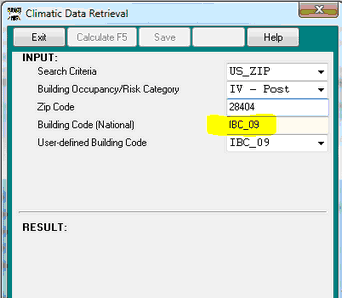 Climatic Data Retrieval
Exit Calculate F5 Save Help
INPUT:
Search Criteria US_ZIP
Building Occupancy/Risk Category IV - Post
Zip Code 28404
Building Code (National) IBC_09
User-defined Building Code IBC_09
RESULT: